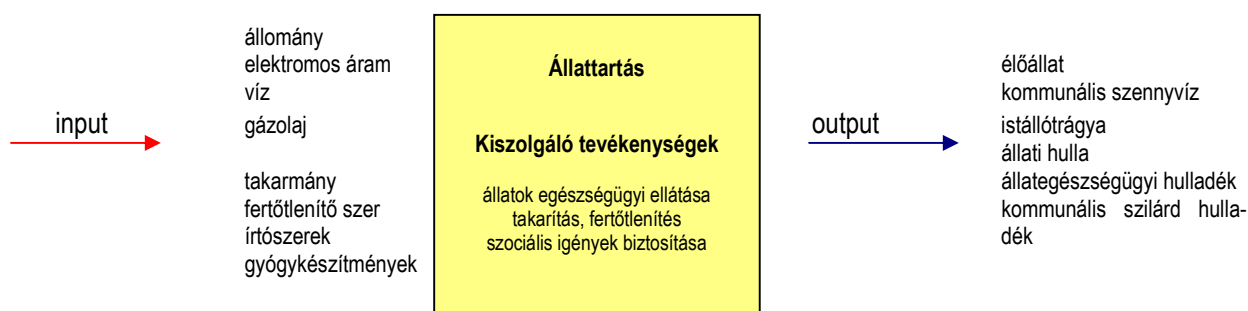 input
állomány
elektromos áram
víz
gázolaj
takarmány
fertőtlenítő szer
írtószerek
gyógykészítmények
Állattartás
Kiszolgáló tevékenységek
állatok egészségügyi ellátása
takarítás, fertőtlenítés
szociális igények biztosítása
output
élőállat
kommunális szennyvíz
istállótrágya
állati hulla
állategészségügyi hulladék
kommunális szilárd hulla-
dék